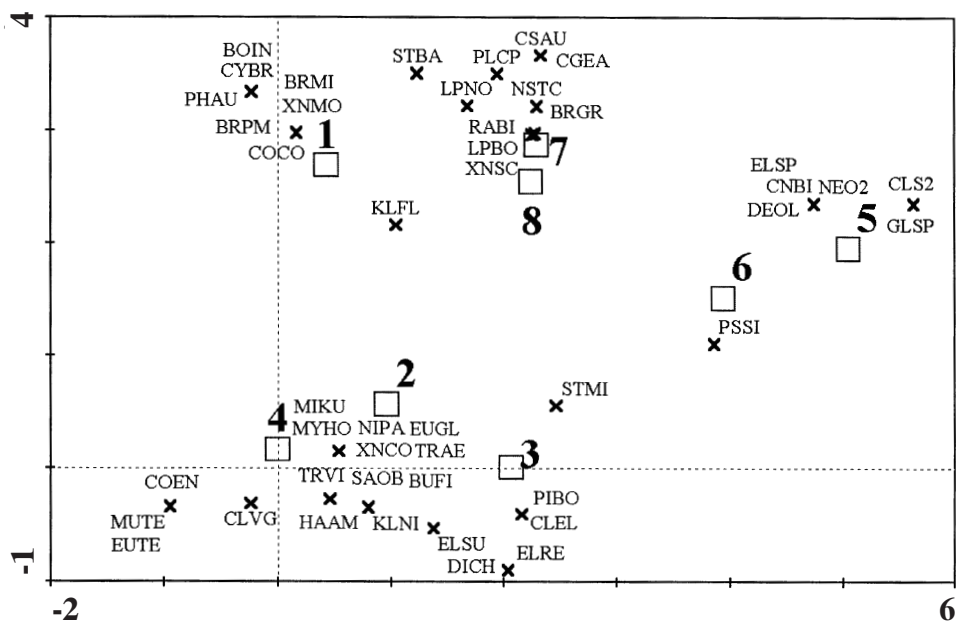 4
BOIN
CYBR
PHAU
BRMI
XNMO
BRPM
COCO
1
STBA
PLCP
CSAU
CGEA
LPNO
NSTC
BRGR
RABI
LPBO
XNSC
7
8
KLFL
ELSP
CNBI NEO2
DEOL
CLS2
GLSP
5
6
PSSI
STMI
2
MIKU
4
MYHO NIPA EUGL
XNCO TRAE
3
COEN
MUTE
EUTE
CLVG
TRVI SAOB BUFI
HAAM KLNI
PIBO
CLEL
ELSU
DICH ELRE
-1
-2
6